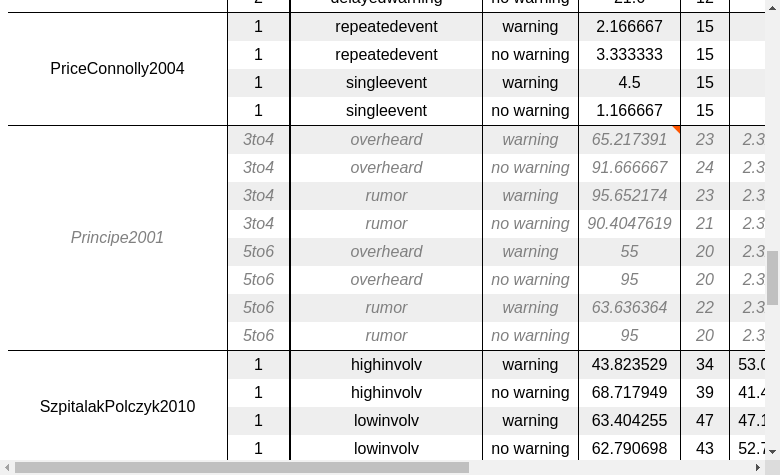 2 delayedwarning no warning 21.6 12
1 repeatedevent warning 2.166667 15
1 repeatedevent no warning 3.333333 15
PriceConnolly2004
1 singleevent warning 4.5 15
1 singleevent no warning 1.166667 15
3to4 overheard warning 65.217391 23 2.3
3to4 overheard no warning 91.666667 24 2.3
3to4 rumor warning 95.652174 23 2.3
3to4 rumor no warning 90.4047619 21 2.3
Principe2001
5to6 overheard warning 55 20 2.3
5to6 overheard no warning 95 20 2.3
5to6 rumor warning 63.636364 22 2.3
5to6 rumor no warning 95 20 2.3
1 highinvolv warning 43.823529 34 53.0
1 highinvolv no warning 68.717949 39 41.4
SzpitalakPolczyk2010
1 lowinvolv warning 63.404255 47 47.1
1 lowinvolv no warning 62.790698 43 52.7